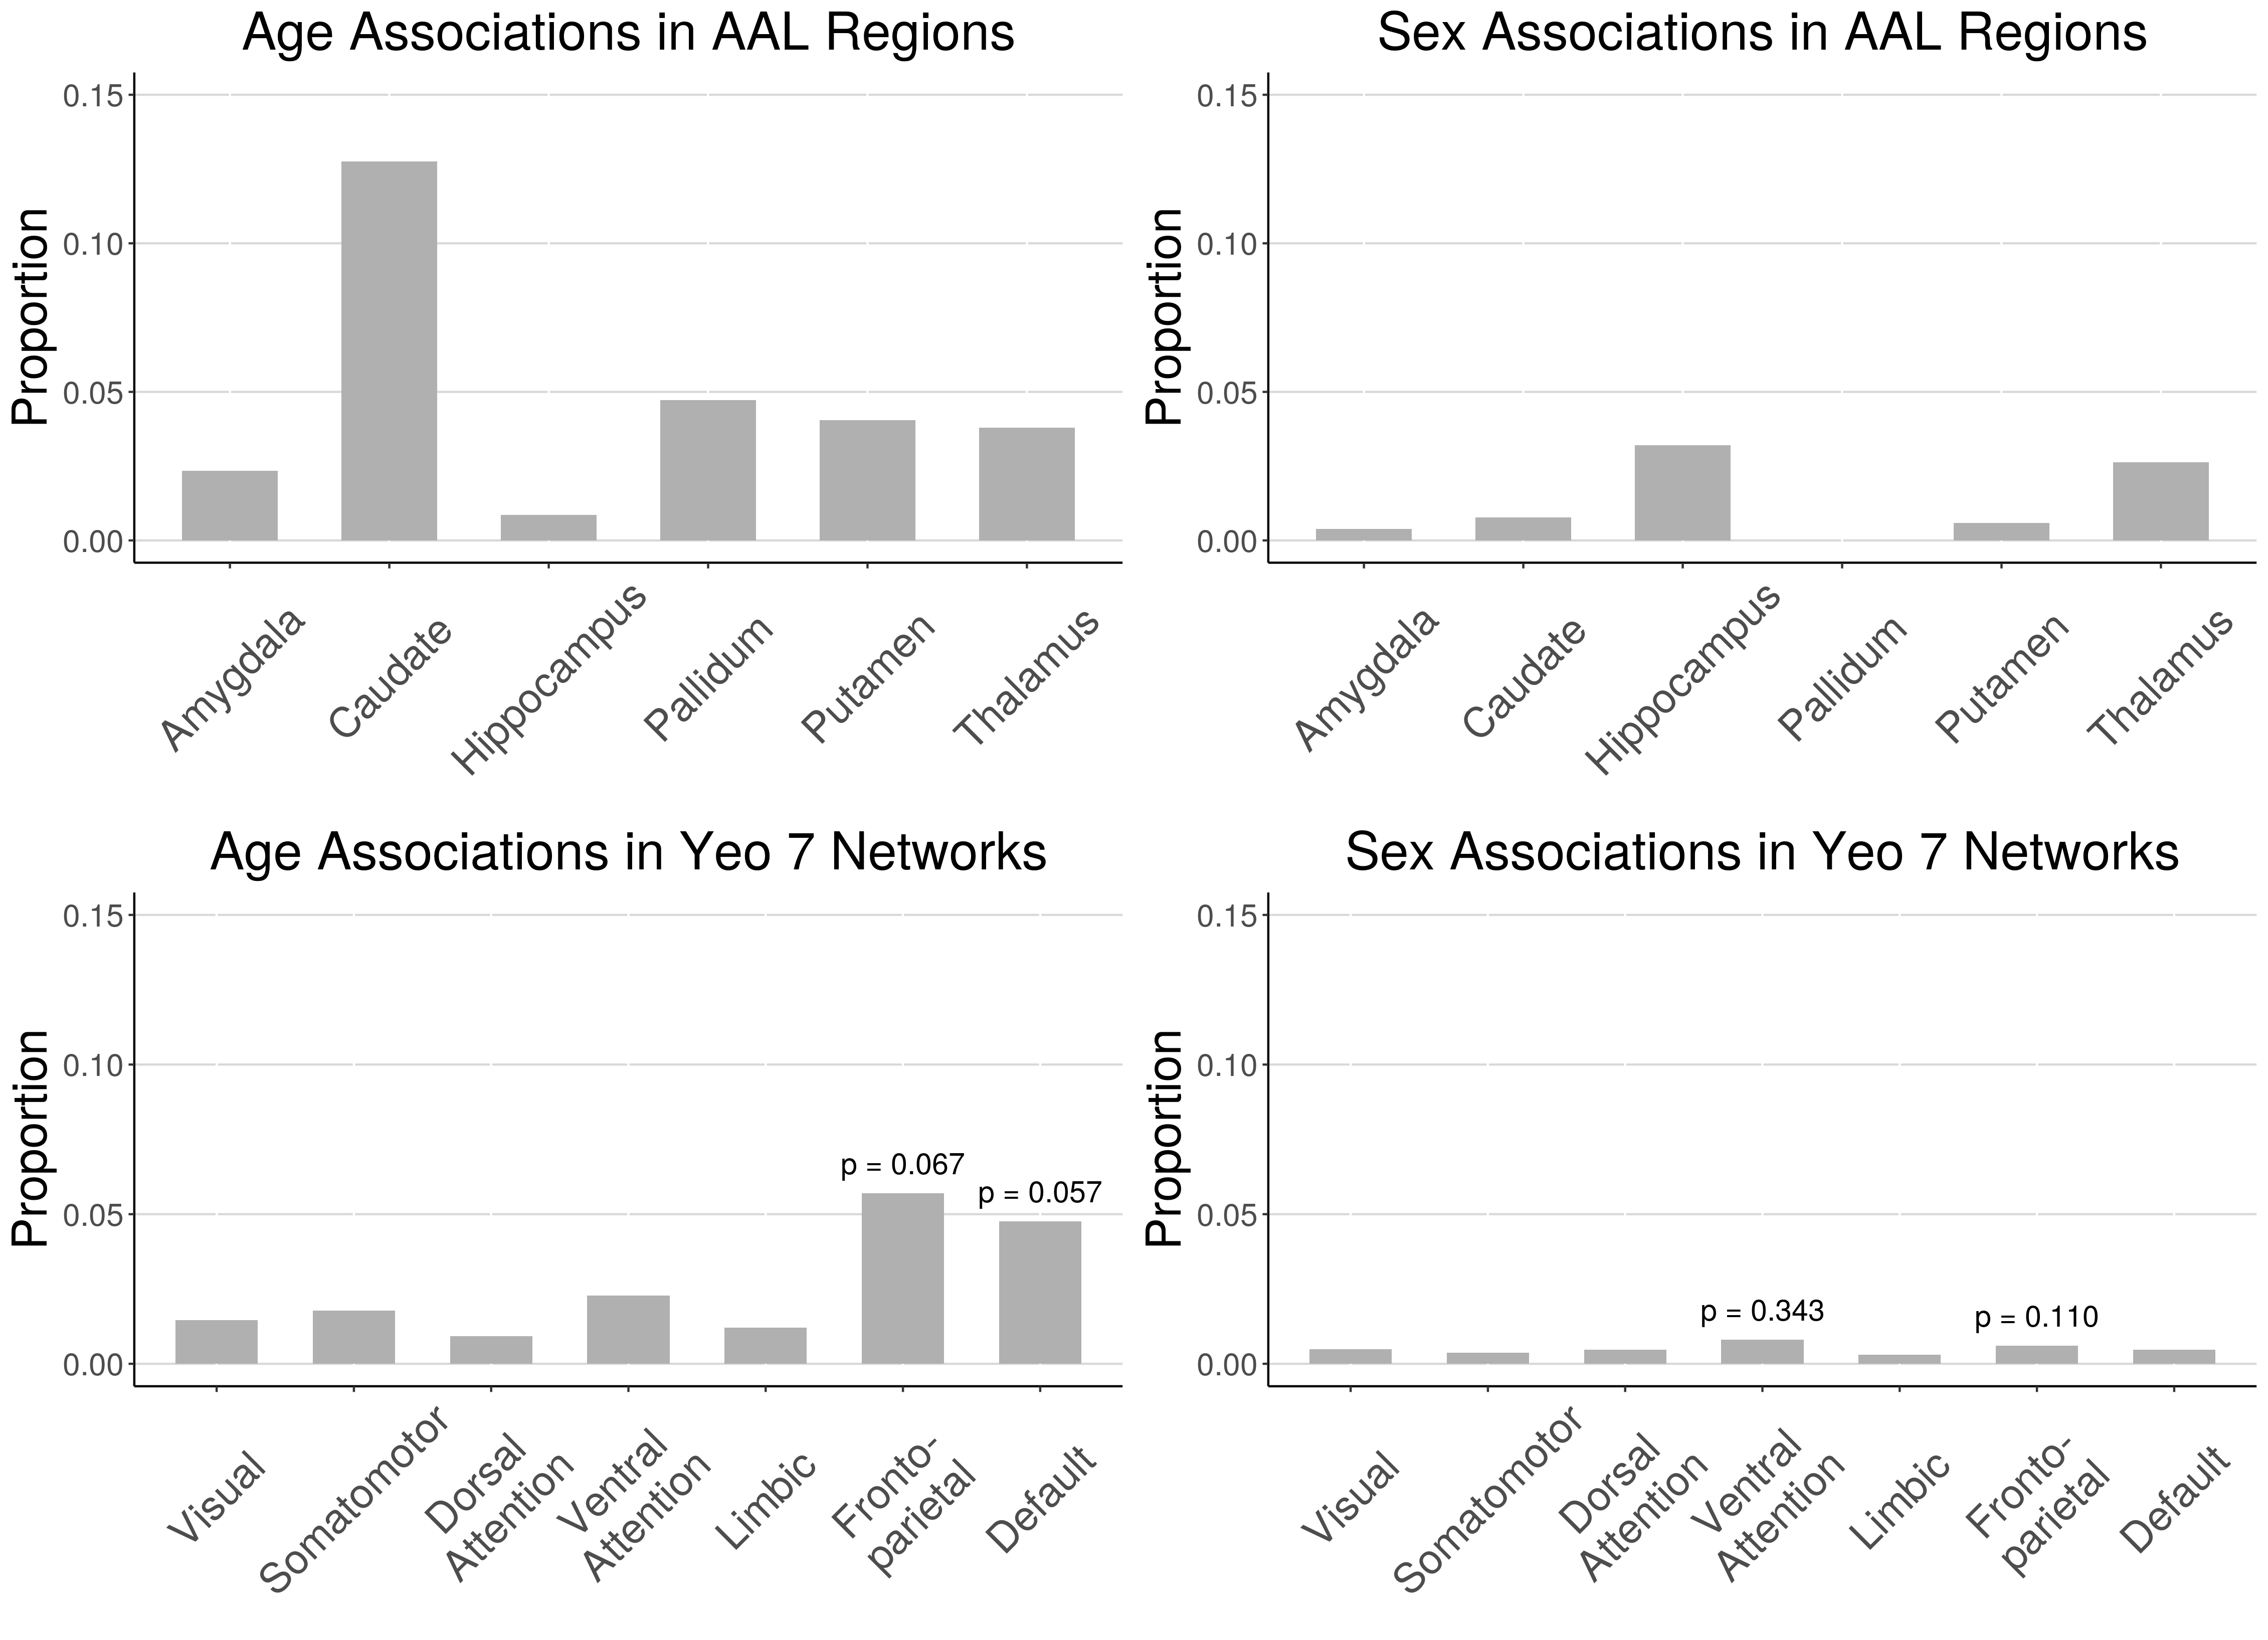 Age Associations in AAL Regions
Proportion
0.15
0.10
0.05
0.00
Amygdala
Caudate
Hippocampus
Pallidum
Putamen
Thalamus
Sex Associations in AAL Regions
Proportion
0.15
0.10
0.05
0.00
Amygdala
Caudate
Hippocampus
Pallidum
Putamen
Thalamus
Age Associations in Yeo 7 Networks
Proportion
0.15
0.10
0.05
0.00
p = 0.067
p = 0.057
Visual
Somatomotor
Dorsal
Attention
Ventral
Attention
Limbic
Fronto-
parietal
Default
Sex Associations in Yeo 7 Networks
Proportion
0.15
0.10
0.05
0.00
p = 0.343
p = 0.110
Visual
Somatomotor
Dorsal
Attention
Ventral
Attention
Limbic
Fronto-
parietal
Default